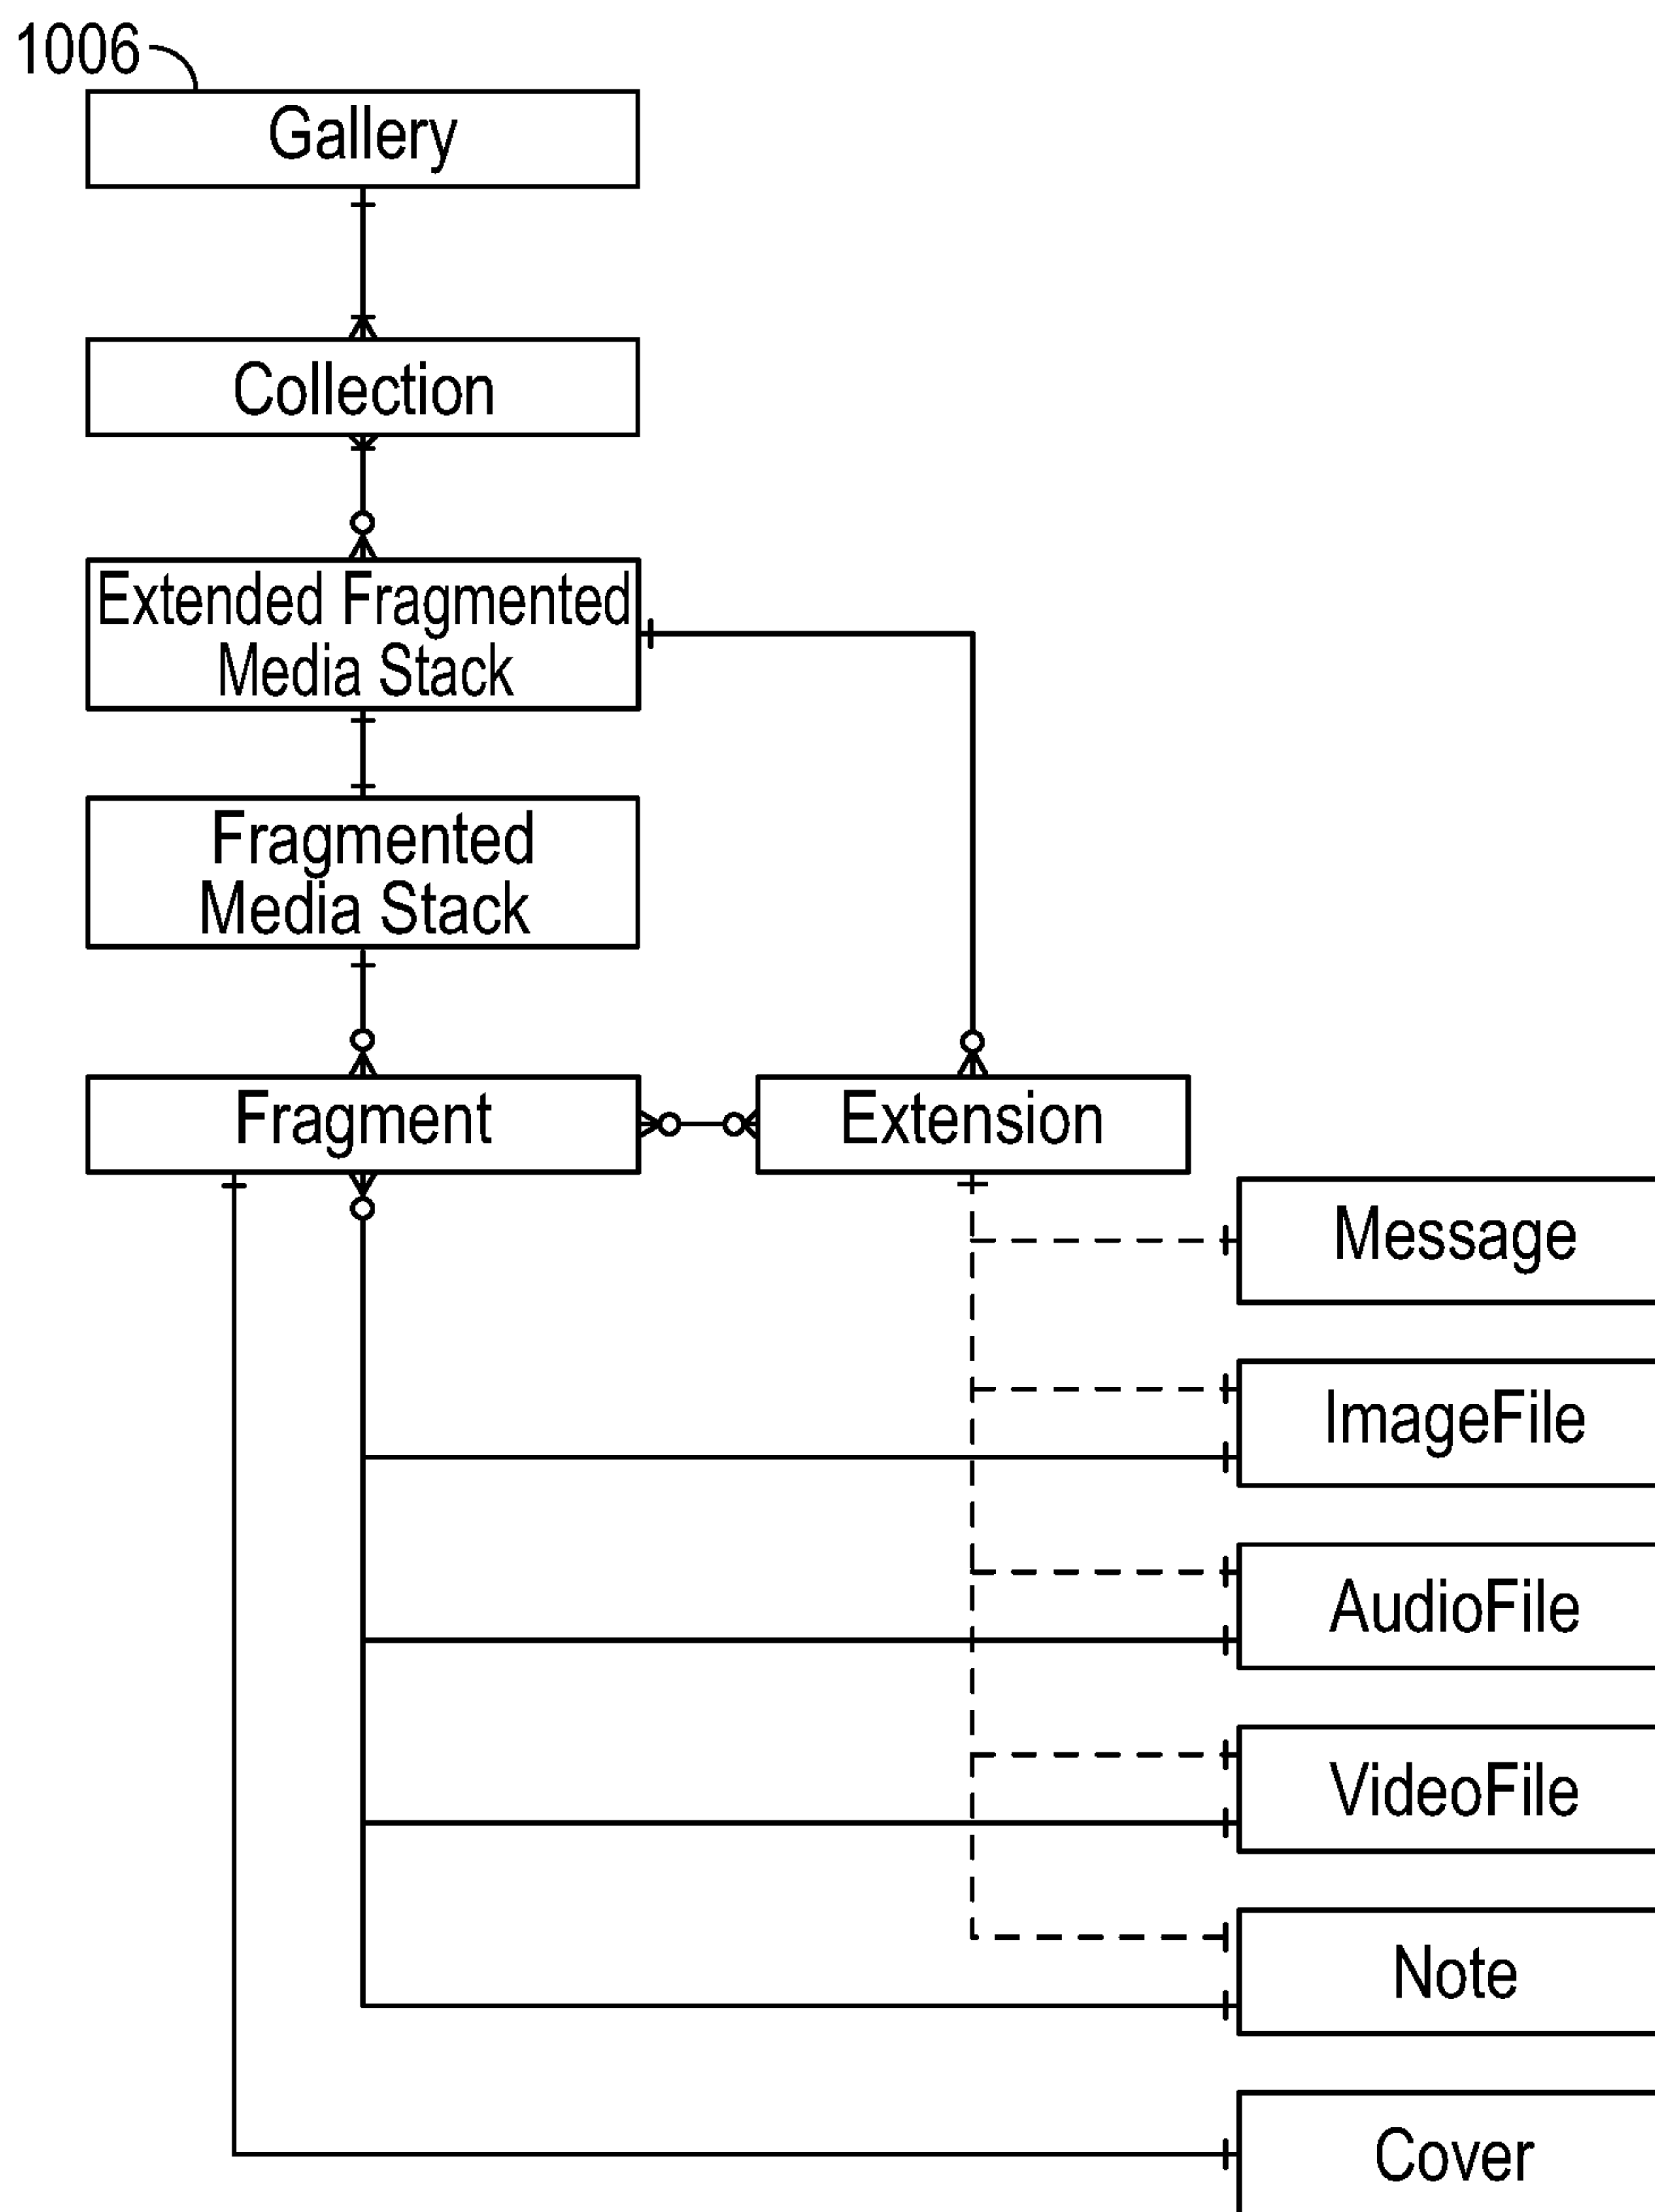 1006
Gallery
Collection
Extended Fragmented
Media Stack
Fragmented
Media Stack
Fragment
Extension
Message
ImageFile
AudioFile
VideoFile
Note
Cover